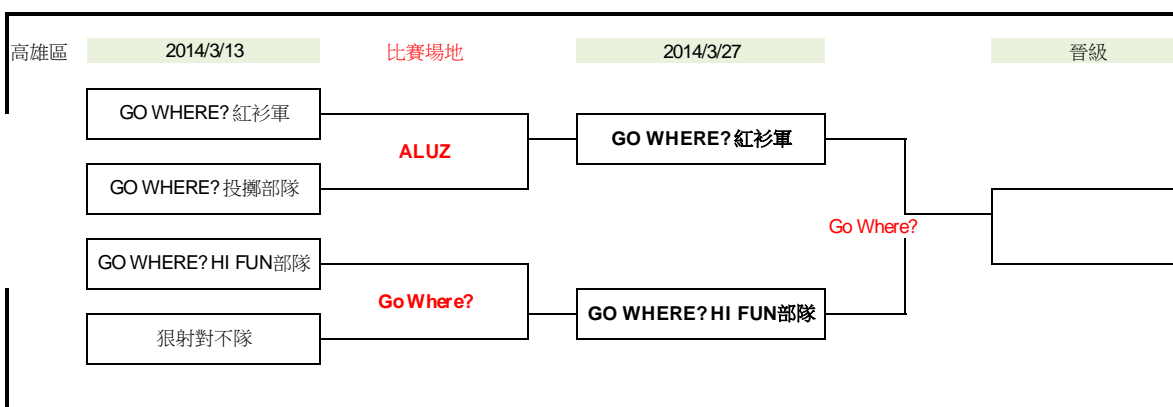 高雄區 2014/3/13 比賽場地 2014/3/27 晉級
GO WHERE? 紅衫軍
ALUZ
GO WHERE? 紅衫軍
GO WHERE? 投擲部隊
Go Where?
GO WHERE? HI FUN部隊
Go Where?
GO WHERE? HI FUN部隊
狠射對不隊